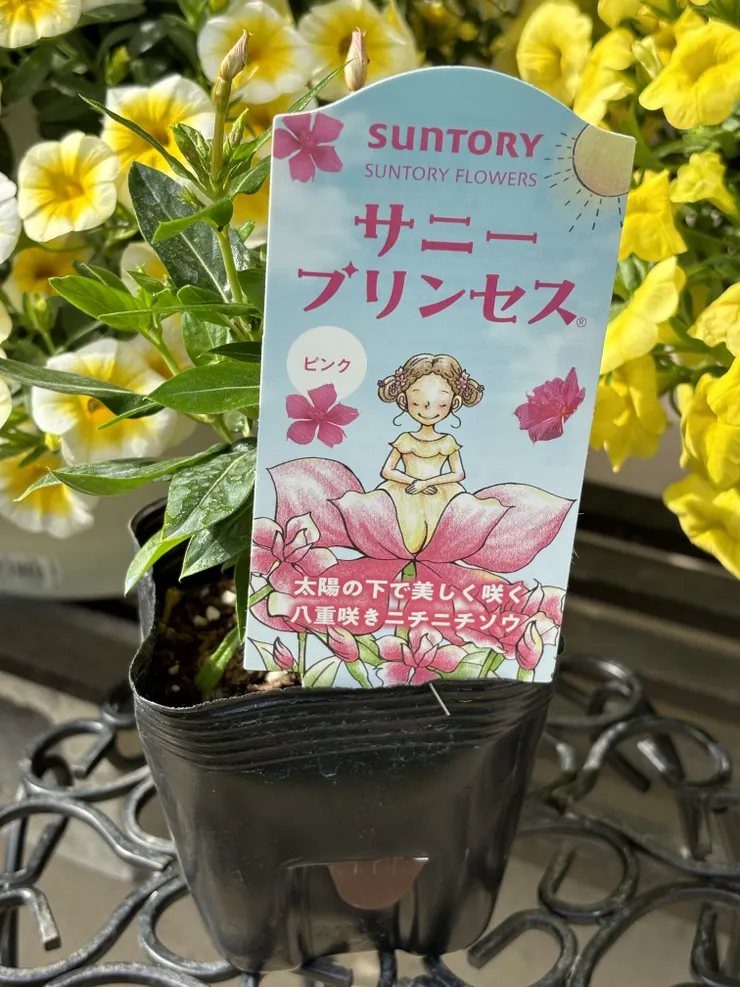 SUNTORY
SUNTORY FLOWERS
サニー
プリンセス®
ピンク
太陽の下で美しく咲く
八重咲きニチニチソウ